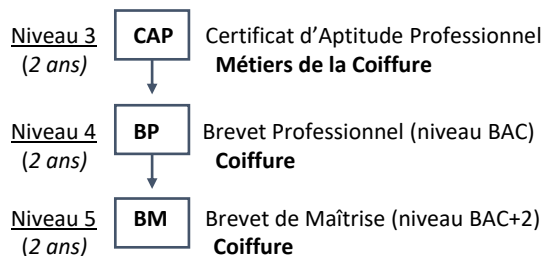 Niveau 3 CAP Certificat d’Aptitude Professionnel
(2 ans) Métiers de la Coiffure
Niveau 4 BP Brevet Professionnel (niveau BAC)
(2 ans) Coiffure
Niveau 5 BM Brevet de Maîtrise (niveau BAC+2)
(2 ans) Coiffure